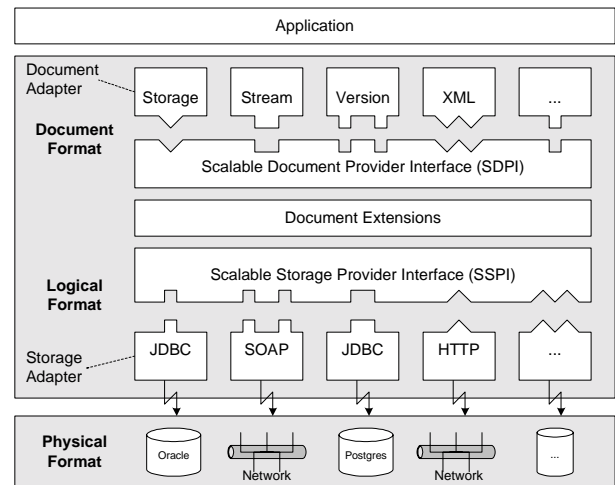 Application
Document
Adapter
Storage
Stream
Version
XML
...
Document
Format
Scalable Document Provider Interface (SDPI)
Document Extensions
Scalable Storage Provider Interface (SSPI)
Logical
Format
Storage
Adapter
JDBC
SOAP
JDBC
HTTP
...
Physical
Format
Oracle
Network
Postgres
Network
...